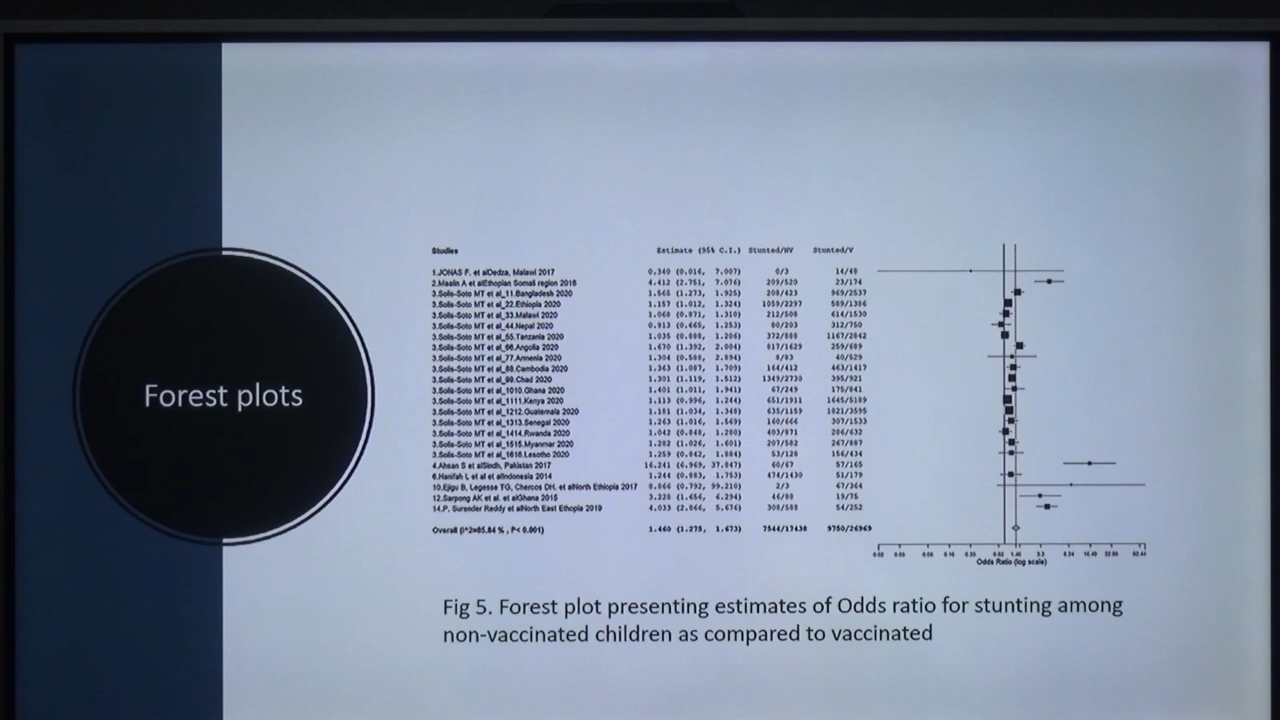 Forest plots
Studies Estimate (95% C.I.) Stunted/NV Stunted/V
1.JONAS F. et alDedza, Malawi 2017 0.340 (0.016, 7.007) 0/3 14/48
2.Maalin A et alEthopian Somali region 2016 4.412 (2.751, 7.076) 209/520 23/174
3.Solis-Soto MT et al_11.Bangladesh 2020 1.565 (1.273, 1.925) 208/423 969/2537
3.Solis-Soto MT et al_22.Ethiopia 2020 1.157 (1.012, 1.324) 1059/2297 589/1386
3.Solis-Soto MT et al_33.Malawi 2020 1.068 (0.871, 1.310) 212/508 614/1530
3.Solis-Soto MT et al_44.Nepal 2020 0.913 (0.665, 1.253) 80/203 312/750
3.Solis-Soto MT et al_55.Tanzania 2020 1.035 (0.888, 1.206) 372/888 1167/2842
3.Solis-Soto MT et al_66.Angolia 2020 1.670 (1.392, 2.004) 817/1629 259/689
3.Solis-Soto MT et al_77.Armenia 2020 1.304 (0.588, 2.894) 8/83 40/529
3.Solis-Soto MT et al_88.Cambodia 2020 1.363 (1.087, 1.709) 164/412 463/1417
3.Solis-Soto MT et al_99.Chad 2020 1.301 (1.119, 1.512) 1349/2730 395/921
3.Solis-Soto MT et al_1010.Ghana 2020 1.401 (1.011, 1.941) 67/249 175/841
3.Solis-Soto MT et al_1111.Kenya 2020 1.113 (0.996, 1.244) 651/1911 1645/5189
3.Solis-Soto MT et al_1212.Guatemala 2020 1.181 (1.034, 1.348) 635/1159 1821/3595
3.Solis-Soto MT et al_1313.Senegal 2020 1.263 (1.016, 1.569) 160/666 307/1533
3.Solis-Soto MT et al_1414.Rwanda 2020 1.042 (0.848, 1.280) 403/871 286/632
3.Solis-Soto MT et al_1515.Myanmar 2020 1.282 (1.026, 1.601) 207/582 267/887
3.Solis-Soto MT et al_1616.Lesotho 2020 1.259 (0.842, 1.884) 53/128 156/434
4.Ahsan S et alSindh, Pakistan 2017 16.241 (6.969, 37.847) 60/67 57/165
6.Hanifah L et al et alIndonesia 2014 1.244 (0.883, 1.753) 474/1430 51/179
10.Ejigu B, Legesse TG, Chercos DH. et alNorth Ethiopia 2017 8.866 (0.792, 99.210) 2/3 67/364
12.Sarpong AK et al. et alGhana 2015 3.228 (1.656, 6.294) 46/88 19/75
14.P. Surender Reddy et alNorth East Ethopia 2019 4.033 (2.866, 5.676) 308/588 54/252
Overall (I^2=85.84 % , P< 0.001) 1.460 (1.275, 1.673) 7544/17438 9750/26969
Odds Ratio (log scale)
Fig 5. Forest plot presenting estimates of Odds ratio for stunting among
non-vaccinated children as compared to vaccinated